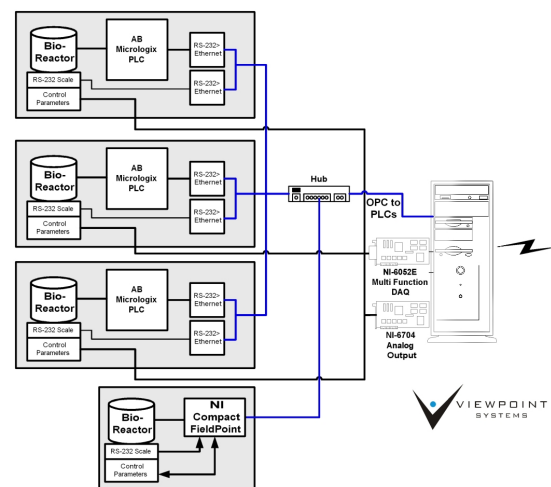 Bio-
Reactor
RS-232 Scale
Control
Parameters
AB
Micrologix
PLC
RS-232>
Ethernet
RS-232>
Ethernet
Bio-
Reactor
RS-232 Scale
Control
Parameters
AB
Micrologix
PLC
RS-232>
Ethernet
RS-232>
Ethernet
Bio-
Reactor
RS-232 Scale
Control
Parameters
AB
Micrologix
PLC
RS-232>
Ethernet
RS-232>
Ethernet
Bio-
Reactor
RS-232 Scale
Control
Parameters
NI
Compact
FieldPoint
Hub
OPC to
PLCs
NI-6052E
Multi Function
DAQ
NI-6704
Analog
Output
VIEWPOINT
SYSTEMS